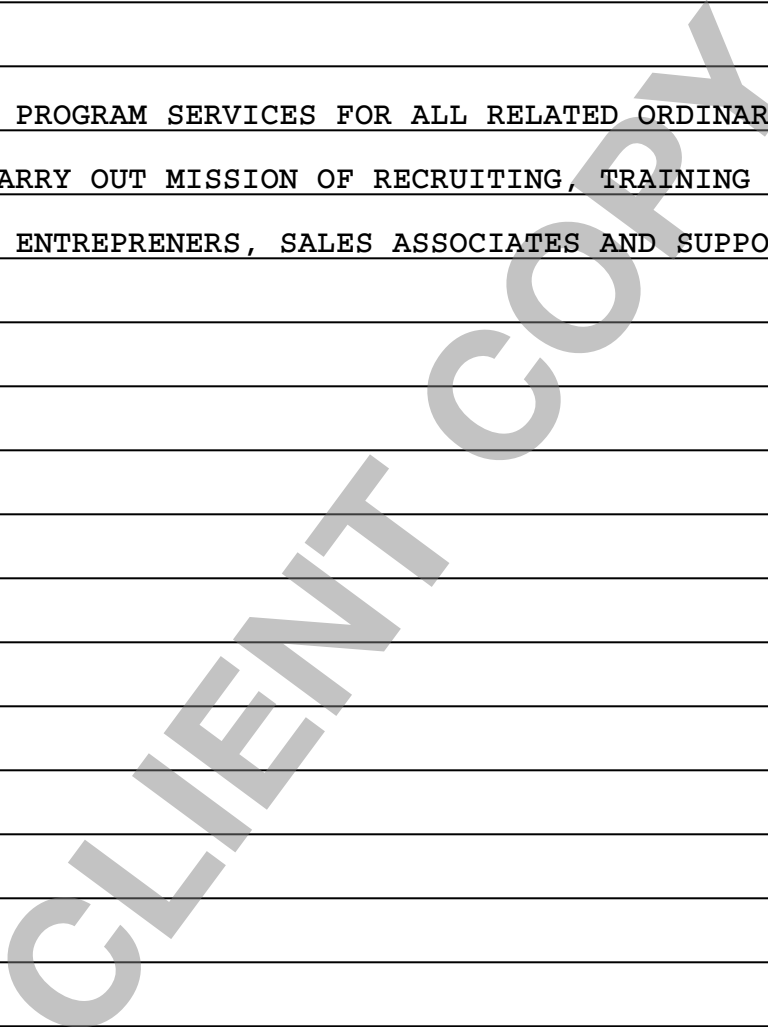 PROGRAM SERVICES FOR ALL RELATED ORDINAR
ARRY OUT MISSION OF RECRUITING, TRAINING
ENTREPRENERS, SALES ASSOCIATES AND SUPPO
CLIENT COPY